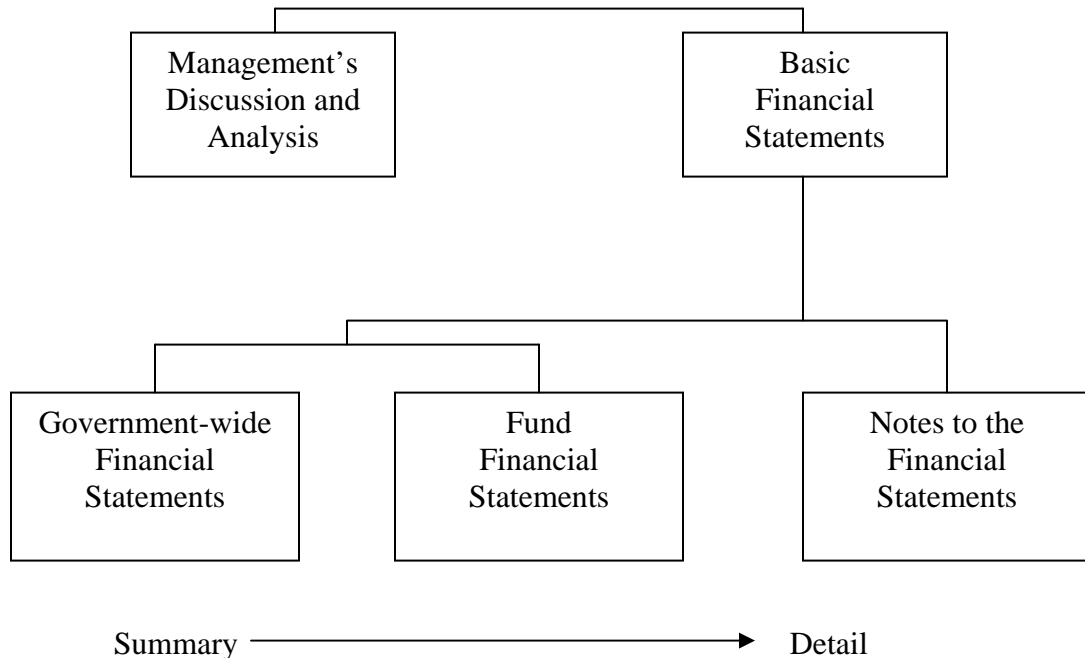 Management’s
Discussion and
Analysis
Basic
Financial
Statements
Government-wide
Financial
Statements
Fund
Financial
Statements
Notes to the
Financial
Statements
Summary
Detail